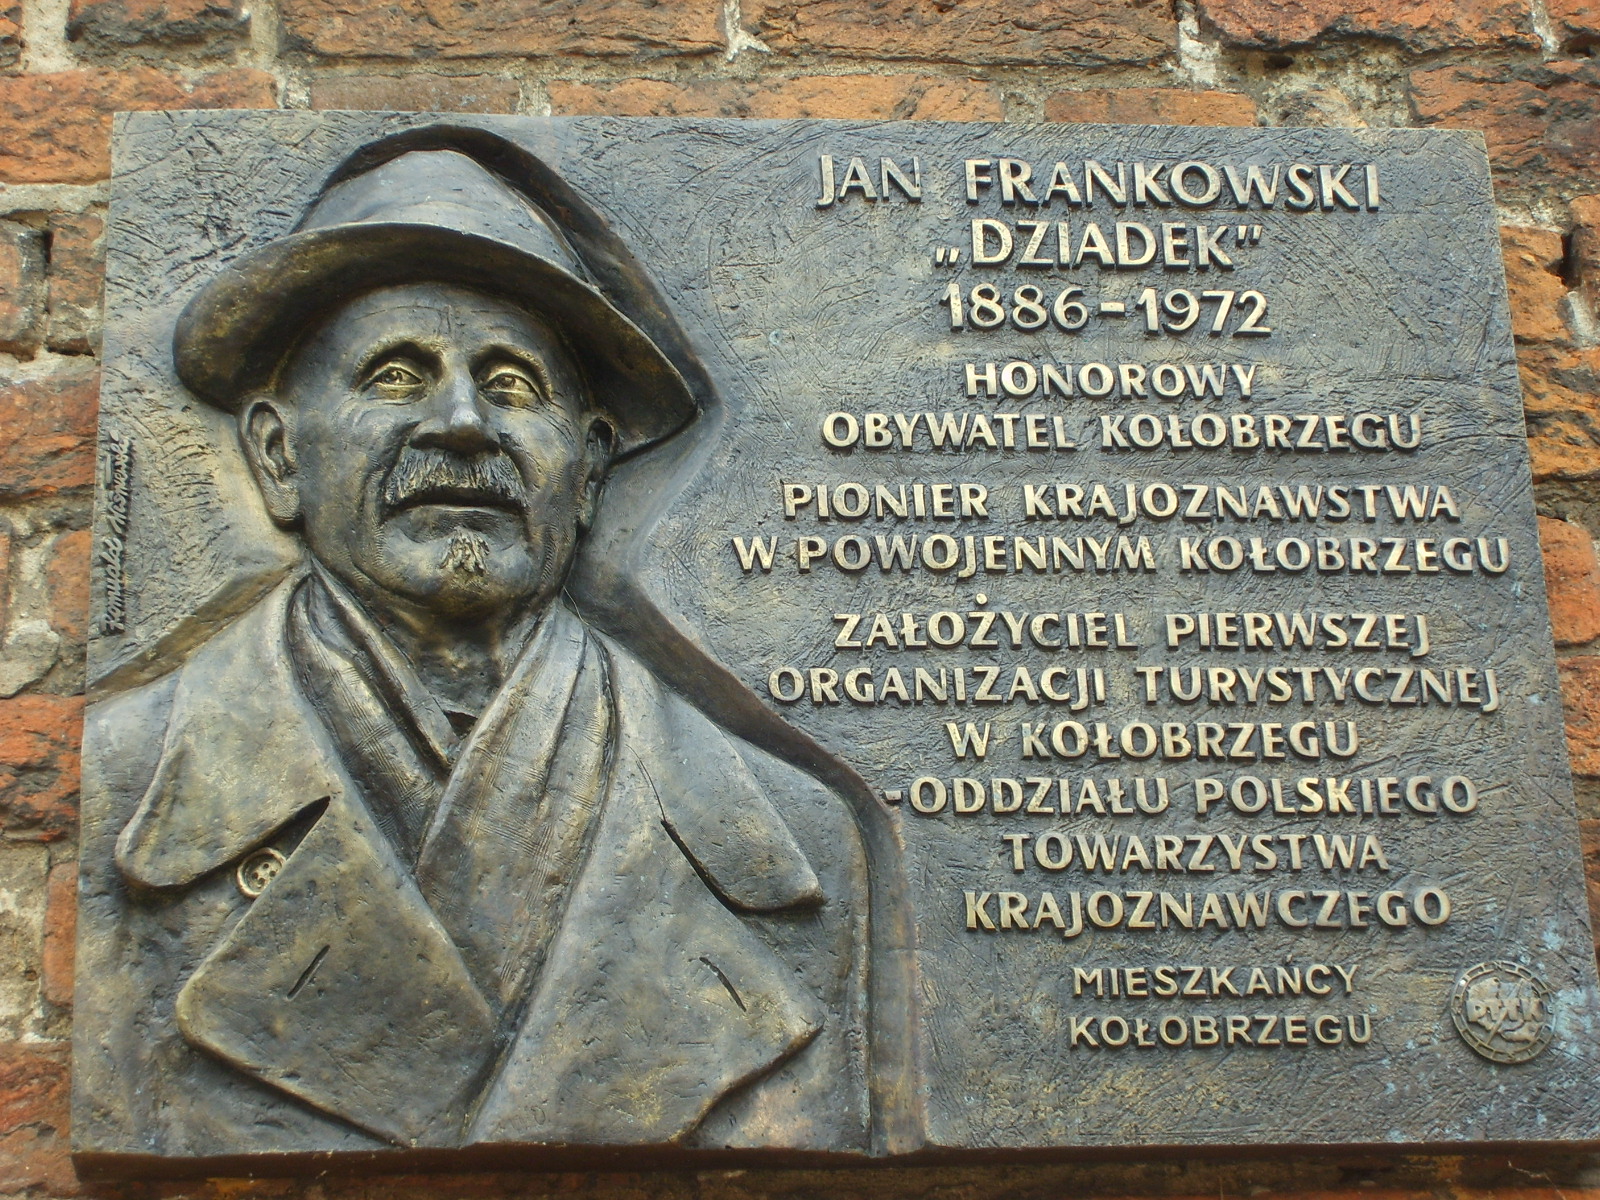 JAN FRANKOWSKI
„DZIADEK”
1886-1972
HONOROWY
OBYWATEL KOŁOBRZEGU
PIONIER KRAJOZNAWSTWA
W POWOJENNYM KOŁOBRZEGU
ZAŁOŻYCIEL PIERWSZEJ
ORGANIZACJI TURYSTYCZNEJ
W KOŁOBRZEGU
-ODDZIAŁU POLSKIEGO
TOWARZYSTWA
KRAJOZNAWCZEGO
MIESZKAŃCY
KOŁOBRZEGU
PTTK